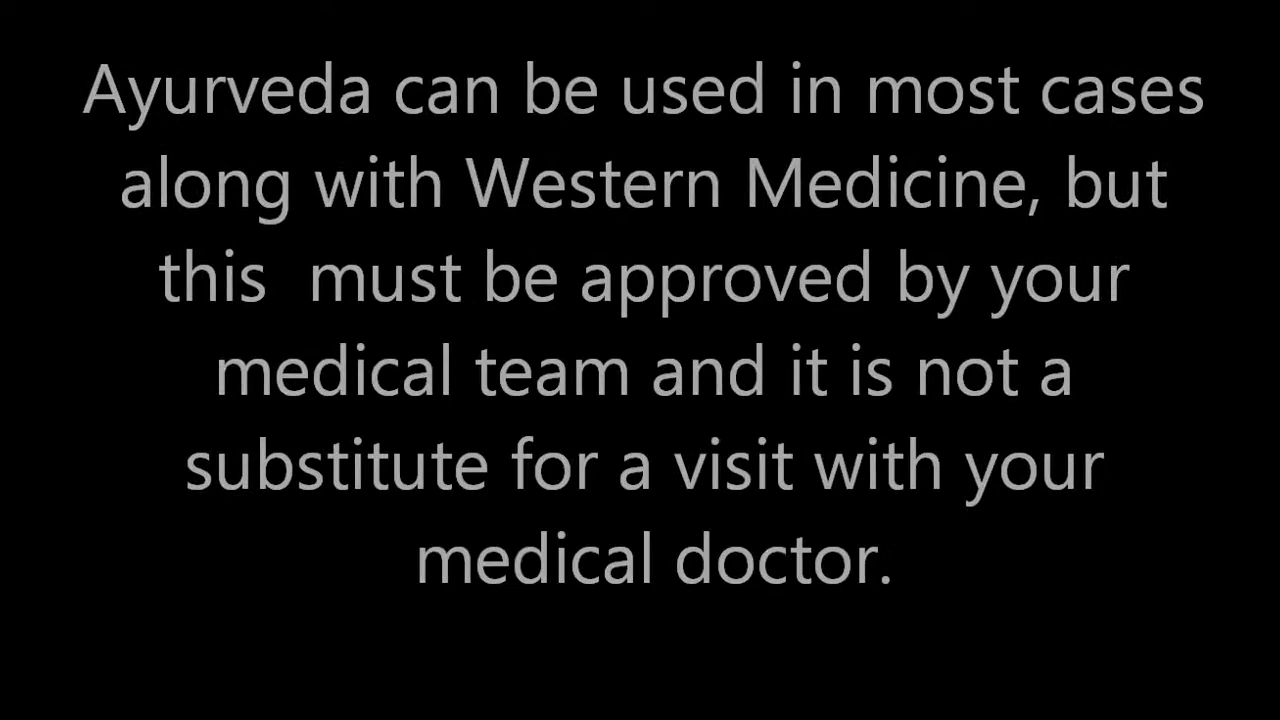 Ayurveda can be used in most cases
along with Western Medicine, but
this  must be approved by your
medical team and it is not a
substitute for a visit with your
medical doctor.